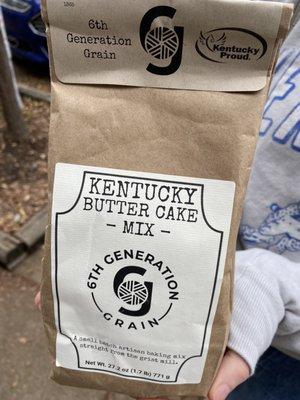 6th
Generation
Grain
G
Kentucky
Proud.
KENTUCKY
BUTTER CAKE
- MIX -
6TH GENERATION
G
GRAIN
A small batch artisan baking mix
straight from the grist mill.
Net Wt. 27.2 oz (1.7 lb) 771 g